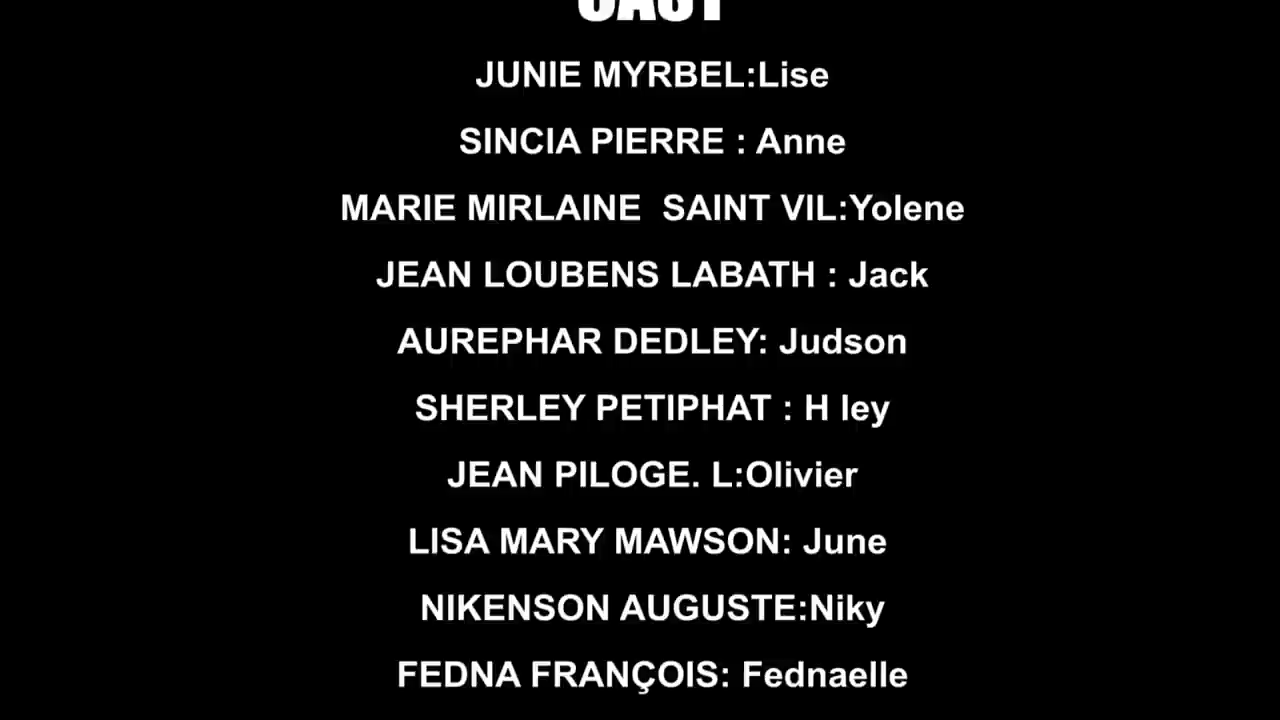 CAST
JUNIE MYRBEL:Lise
SINCIA PIERRE : Anne
MARIE MIRLAINE  SAINT VIL:Yolene
JEAN LOUBENS LABATH : Jack
AUREPHAR DEDLEY: Judson
SHERLEY PETIPHAT : H ley
JEAN PILOGE. L:Olivier
LISA MARY MAWSON: June
NIKENSON AUGUSTE:Niky
FEDNA FRANÇOIS: Fednaelle